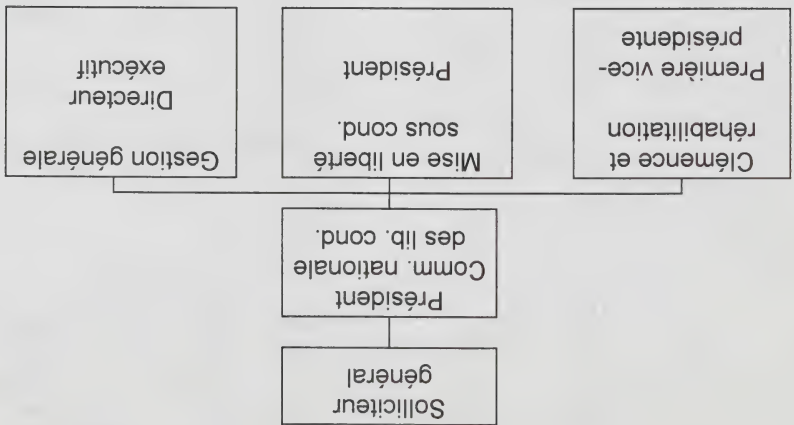 Solliciteur
général
Président
Comm. nationale
des lib. cond.
Clémence et
réhabilitation
Première vice-
présidente
Mise en liberté
sous cond.
Président
Gestion générale
Directeur
exécutif